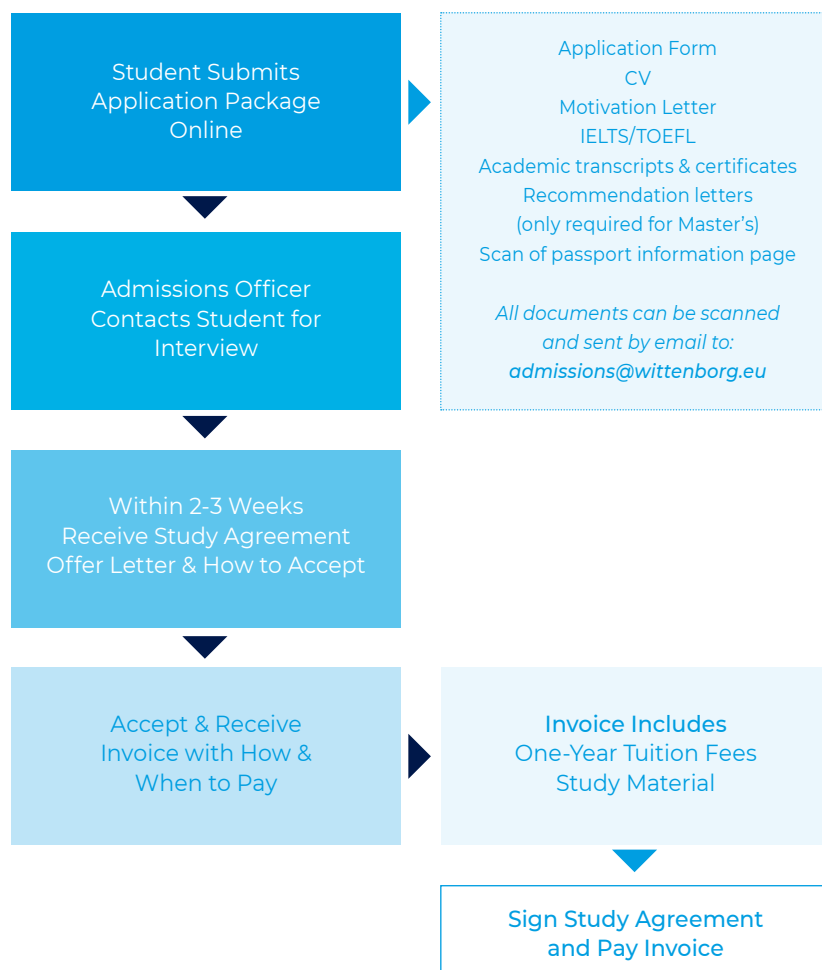 Student Submits
Application Package
Online
Application Form
CV
Motivation Letter
IELTS/TOEFL
Academic transcripts & certificates
Recommendation letters
(only required for Master's)
Scan of passport information page
All documents can be scanned
and sent by email to:
admissions@wittenborg.eu
Admissions Officer
Contacts Student for
Interview
Within 2-3 Weeks
Receive Study Agreement
Offer Letter & How to Accept
Accept & Receive
Invoice with How &
When to Pay
Invoice Includes
One-Year Tuition Fees
Study Material
Sign Study Agreement
and Pay Invoice